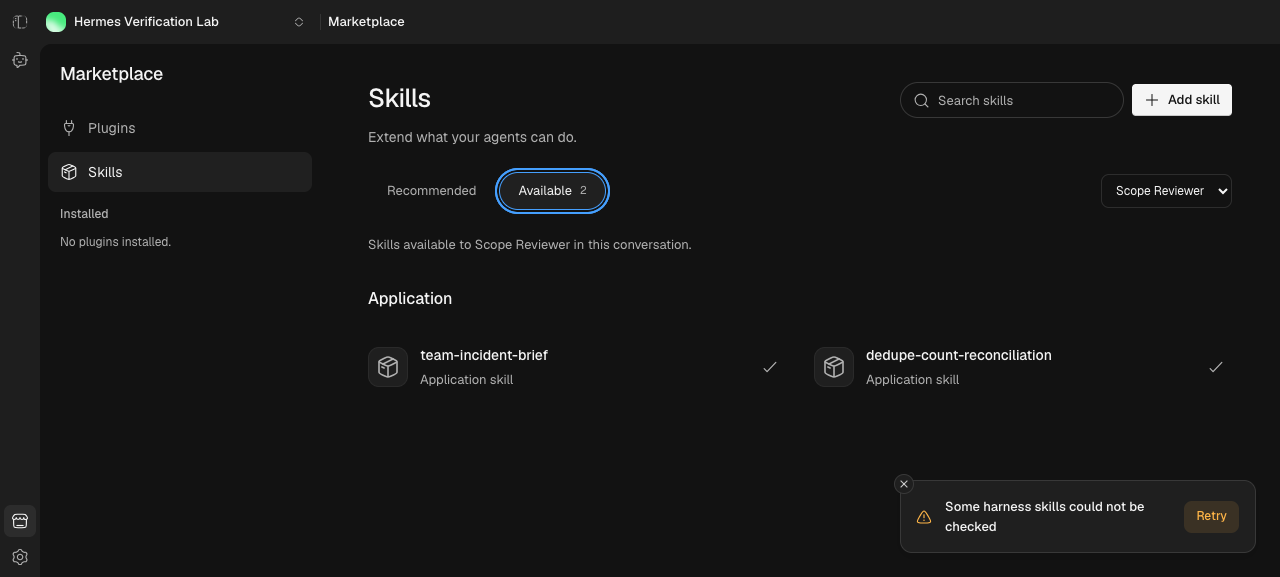 Hermes Verification Lab
Marketplace
Marketplace
Plugins
Skills
Installed
No plugins installed.
Skills
Extend what your agents can do.
Search skills
Add skill
Recommended
Available 2
Scope Reviewer
Skills available to Scope Reviewer in this conversation.
Application
team-incident-brief
Application skill
dedupe-count-reconciliation
Application skill
Some harness skills could not be
checked
Retry